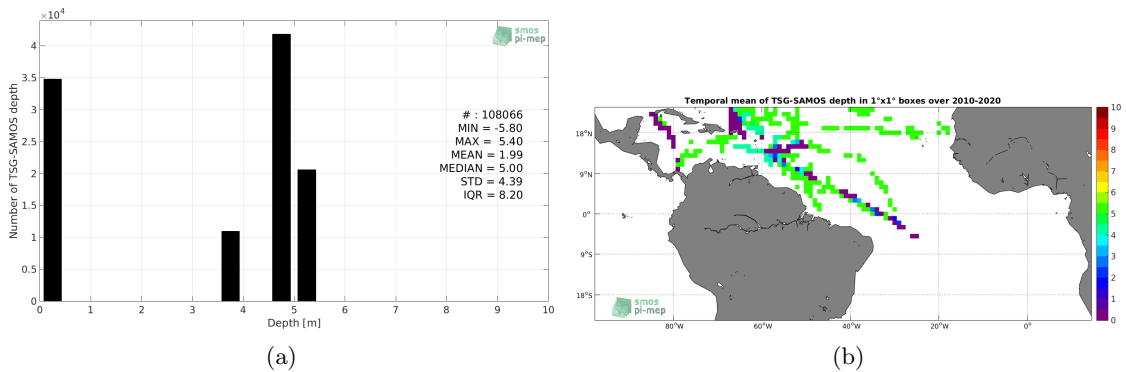 ×10⁴
4
3.5
3
2.5
2
1.5
1
0.5
0
Number of TSG-SAMOS depth
smos
pi-mep
# : 108066
MIN = -5.80
MAX = 5.40
MEAN = 1.99
MEDIAN = 5.00
STD = 4.39
IQR = 8.20
0 1 2 3 4 5 6 7 8 9 10
Depth [m]
(a)
Temporal mean of TSG-SAMOS depth in 1°x1° boxes over 2010-2020
18°N
9°N
0°
9°S
18°S
80°W 60°W 40°W 20°W 0°
smos
pi-mep
10
9
8
7
6
5
4
3
2
1
0
(b)